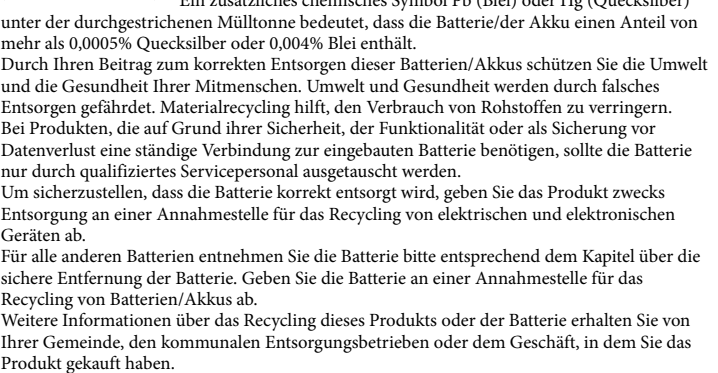 Ein zusätzliches chemisches Symbol Pb (Blei) oder Hg (Quecksilber)
unter der durchgestrichenen Mülltonne bedeutet, dass die Batterie/der Akku einen Anteil von
mehr als 0,0005% Quecksilber oder 0,004% Blei enthält.
Durch Ihren Beitrag zum korrekten Entsorgen dieser Batterien/Akkus schützen Sie die Umwelt
und die Gesundheit Ihrer Mitmenschen. Umwelt und Gesundheit werden durch falsches
Entsorgen gefährdet. Materialrecycling hilft, den Verbrauch von Rohstoffen zu verringern.
Bei Produkten, die auf Grund ihrer Sicherheit, der Funktionalität oder als Sicherung vor
Datenverlust eine ständige Verbindung zur eingebauten Batterie benötigen, sollte die Batterie
nur durch qualifiziertes Servicepersonal ausgetauscht werden.
Um sicherzustellen, dass die Batterie korrekt entsorgt wird, geben Sie das Produkt zwecks
Entsorgung an einer Annahmestelle für das Recycling von elektrischen und elektronischen
Geräten ab.
Für alle anderen Batterien entnehmen Sie die Batterie bitte entsprechend dem Kapitel über die
sichere Entfernung der Batterie. Geben Sie die Batterie an einer Annahmestelle für das
Recycling von Batterien/Akkus ab.
Weitere Informationen über das Recycling dieses Produkts oder der Batterie erhalten Sie von
Ihrer Gemeinde, den kommunalen Entsorgungsbetrieben oder dem Geschäft, in dem Sie das
Produkt gekauft haben.